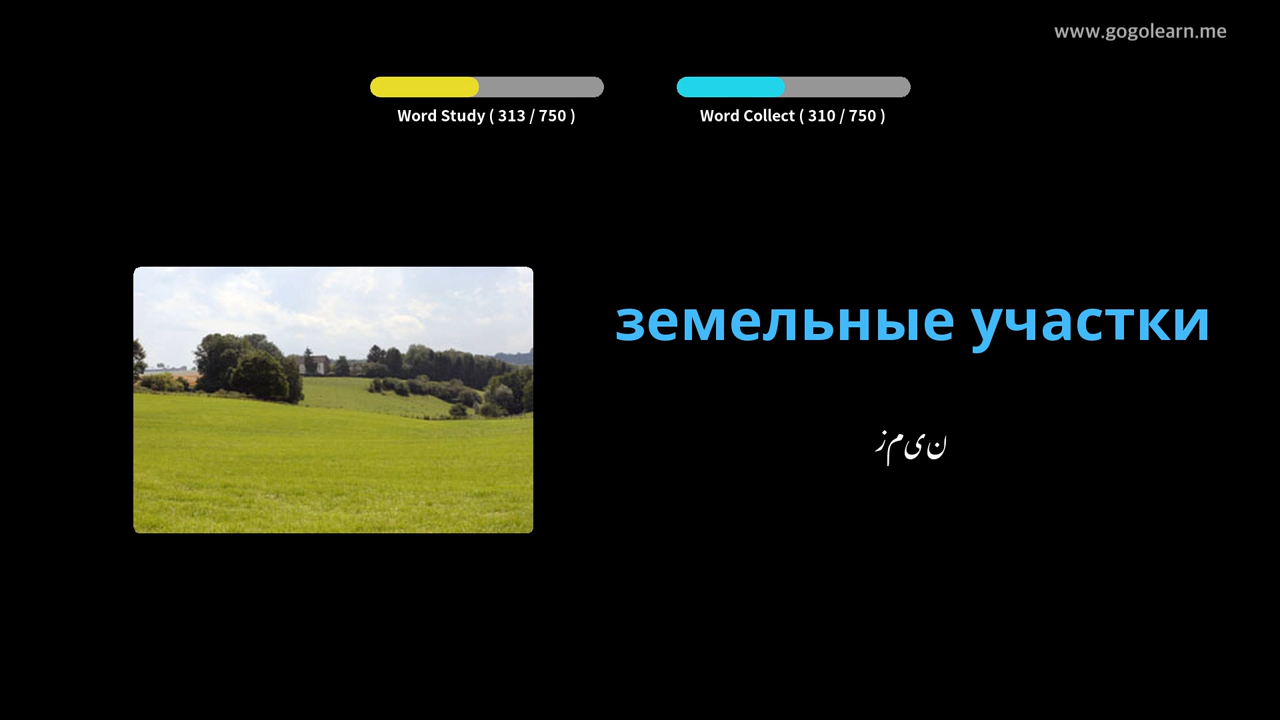 www.gogolearn.me
Word Study ( 313 / 750 )
Word Collect ( 310 / 750 )
земельные участки
زمین